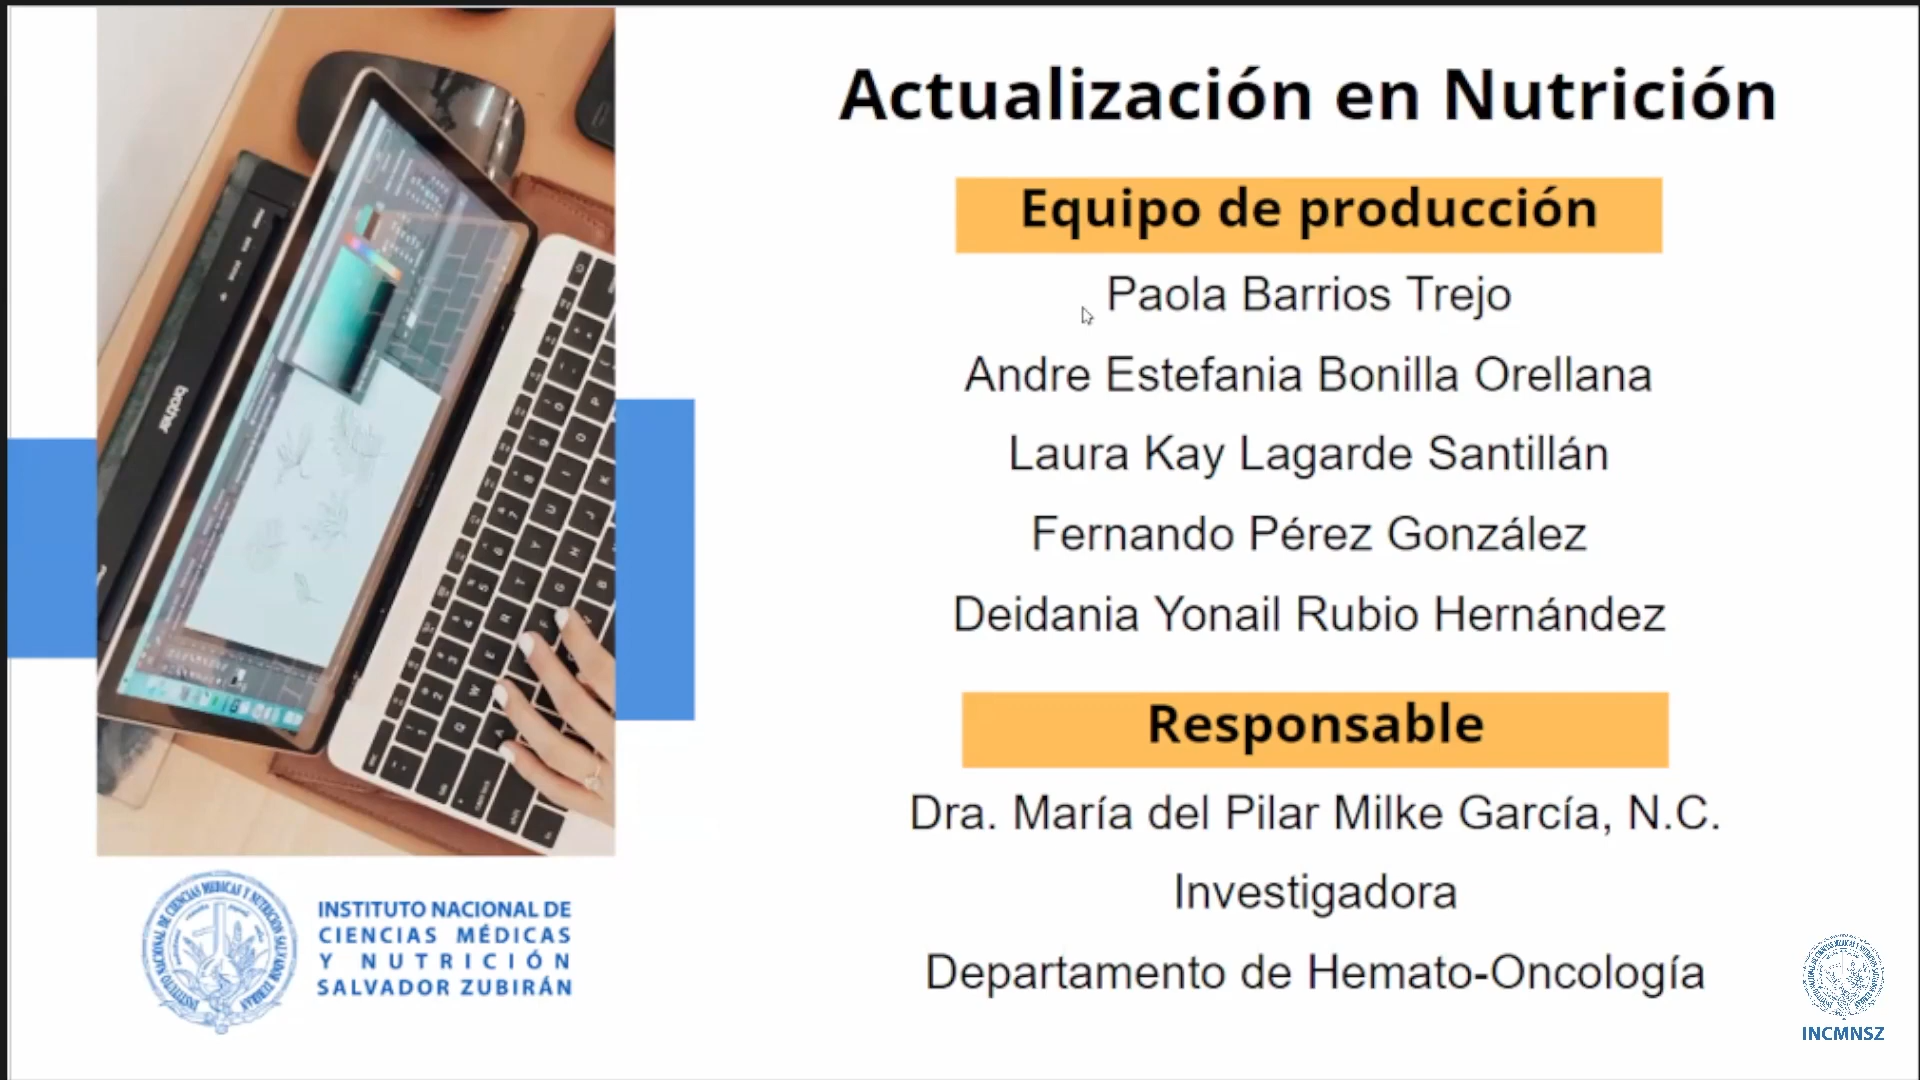 Actualización en Nutrición
Equipo de producción
Paola Barrios Trejo
Andre Estefania Bonilla Orellana
Laura Kay Lagarde Santillán
Fernando Pérez González
Deidania Yonail Rubio Hernández
Responsable
Dra. María del Pilar Milke García, N.C.
Investigadora
Departamento de Hemato-Oncología
brother
INSTITUTO NACIONAL DE
CIENCIAS MÉDICAS
Y NUTRICIÓN
SALVADOR ZUBIRÁN
INCMNSZ